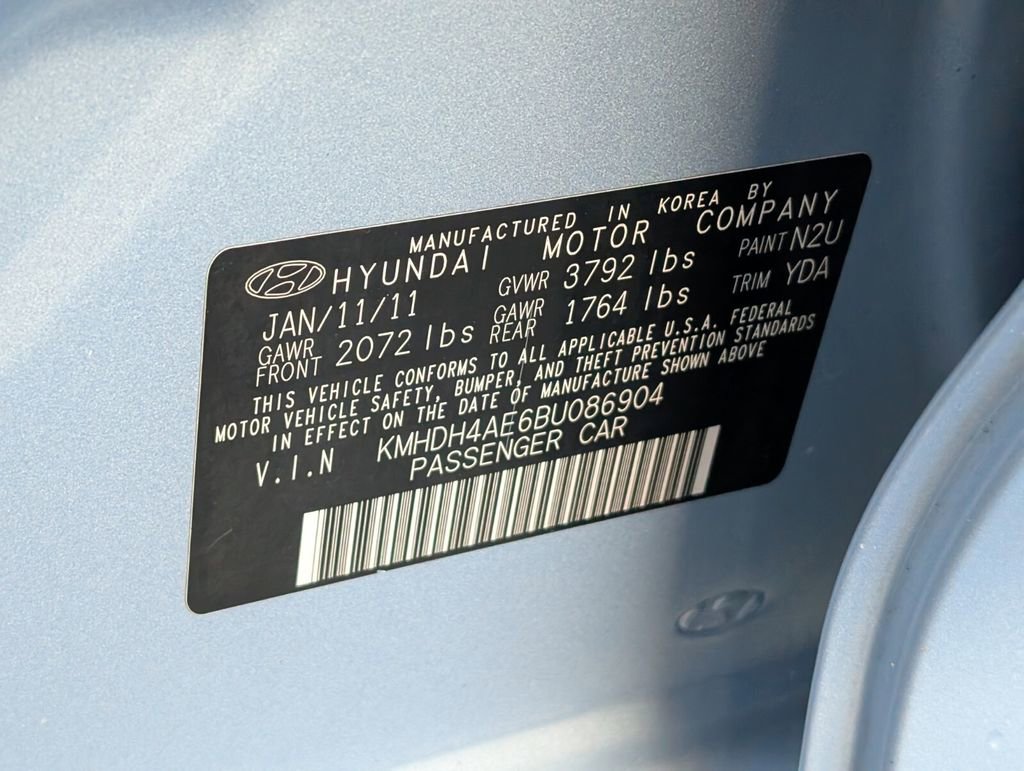 MANUFACTURED IN KOREA BY
HYUNDAI MOTOR COMPANY
JAN/11/11 GVWR 3792 lbs PAINT N2U
GAWR FRONT 2072 lbs GAWR REAR 1764 lbs TRIM YDA
THIS VEHICLE CONFORMS TO ALL APPLICABLE U.S.A. FEDERAL
MOTOR VEHICLE SAFETY, BUMPER, AND THEFT PREVENTION STANDARDS
IN EFFECT ON THE DATE OF MANUFACTURE SHOWN ABOVE
V.I.N KMHDH4AE6BU086904
PASSENGER CAR